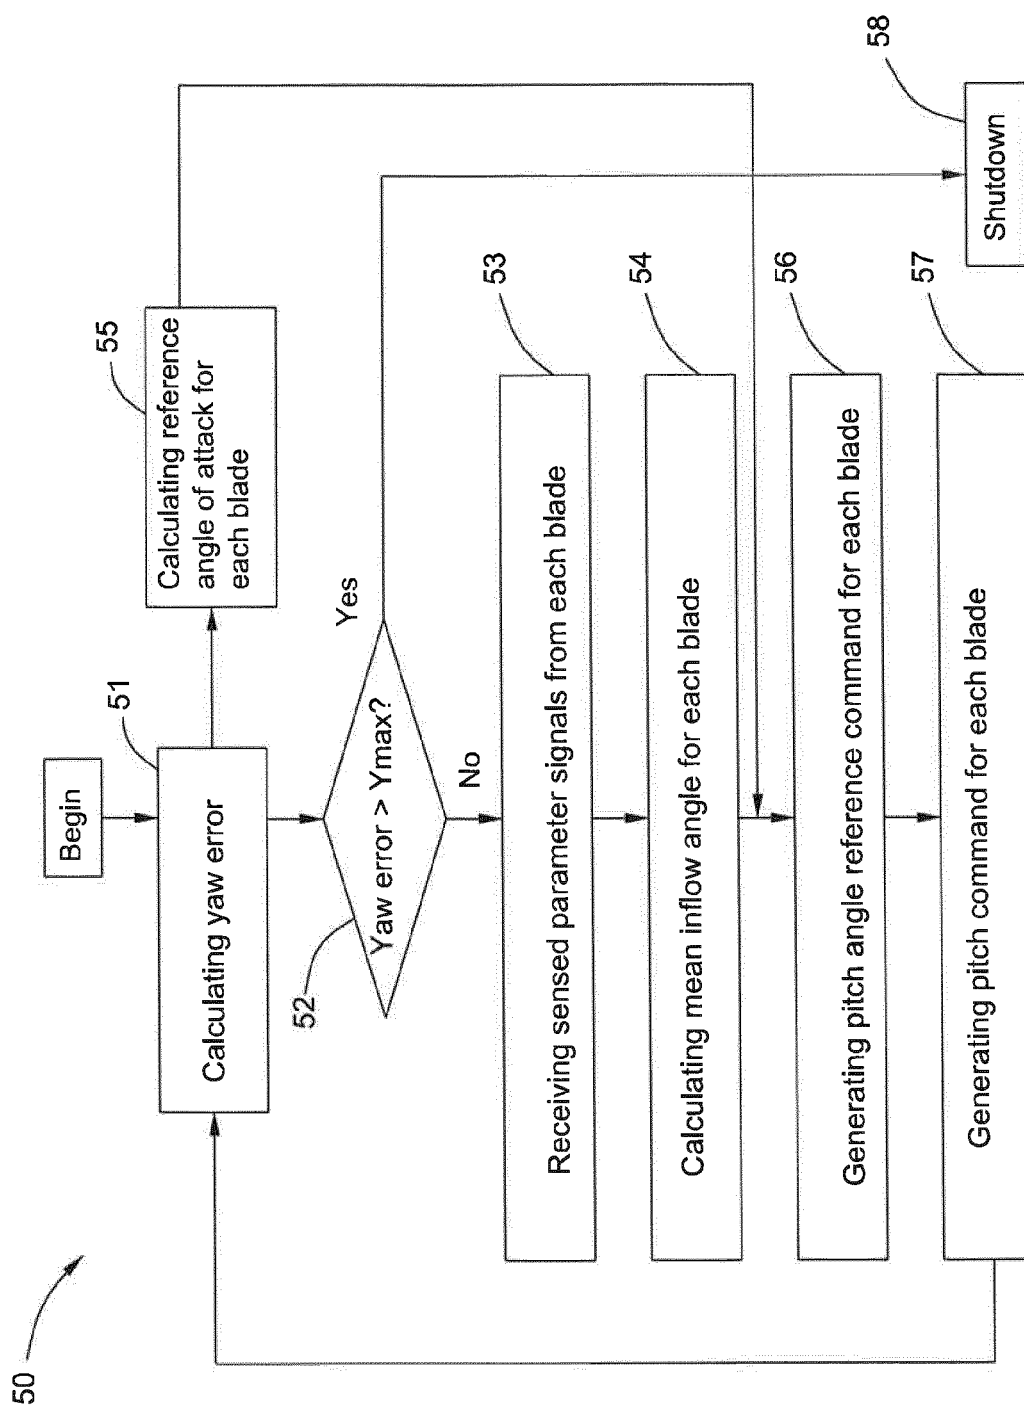 50
Begin
51
Calculating yaw error
55
Calculating reference
angle of attack for
each blade
52
Yaw error > Ymax?
Yes
No
53
Receiving sensed parameter signals from each blade
54
Calculating mean inflow angle for each blade
56
Generating pitch angle reference command for each blade
57
Generating pitch command for each blade
58
Shutdown